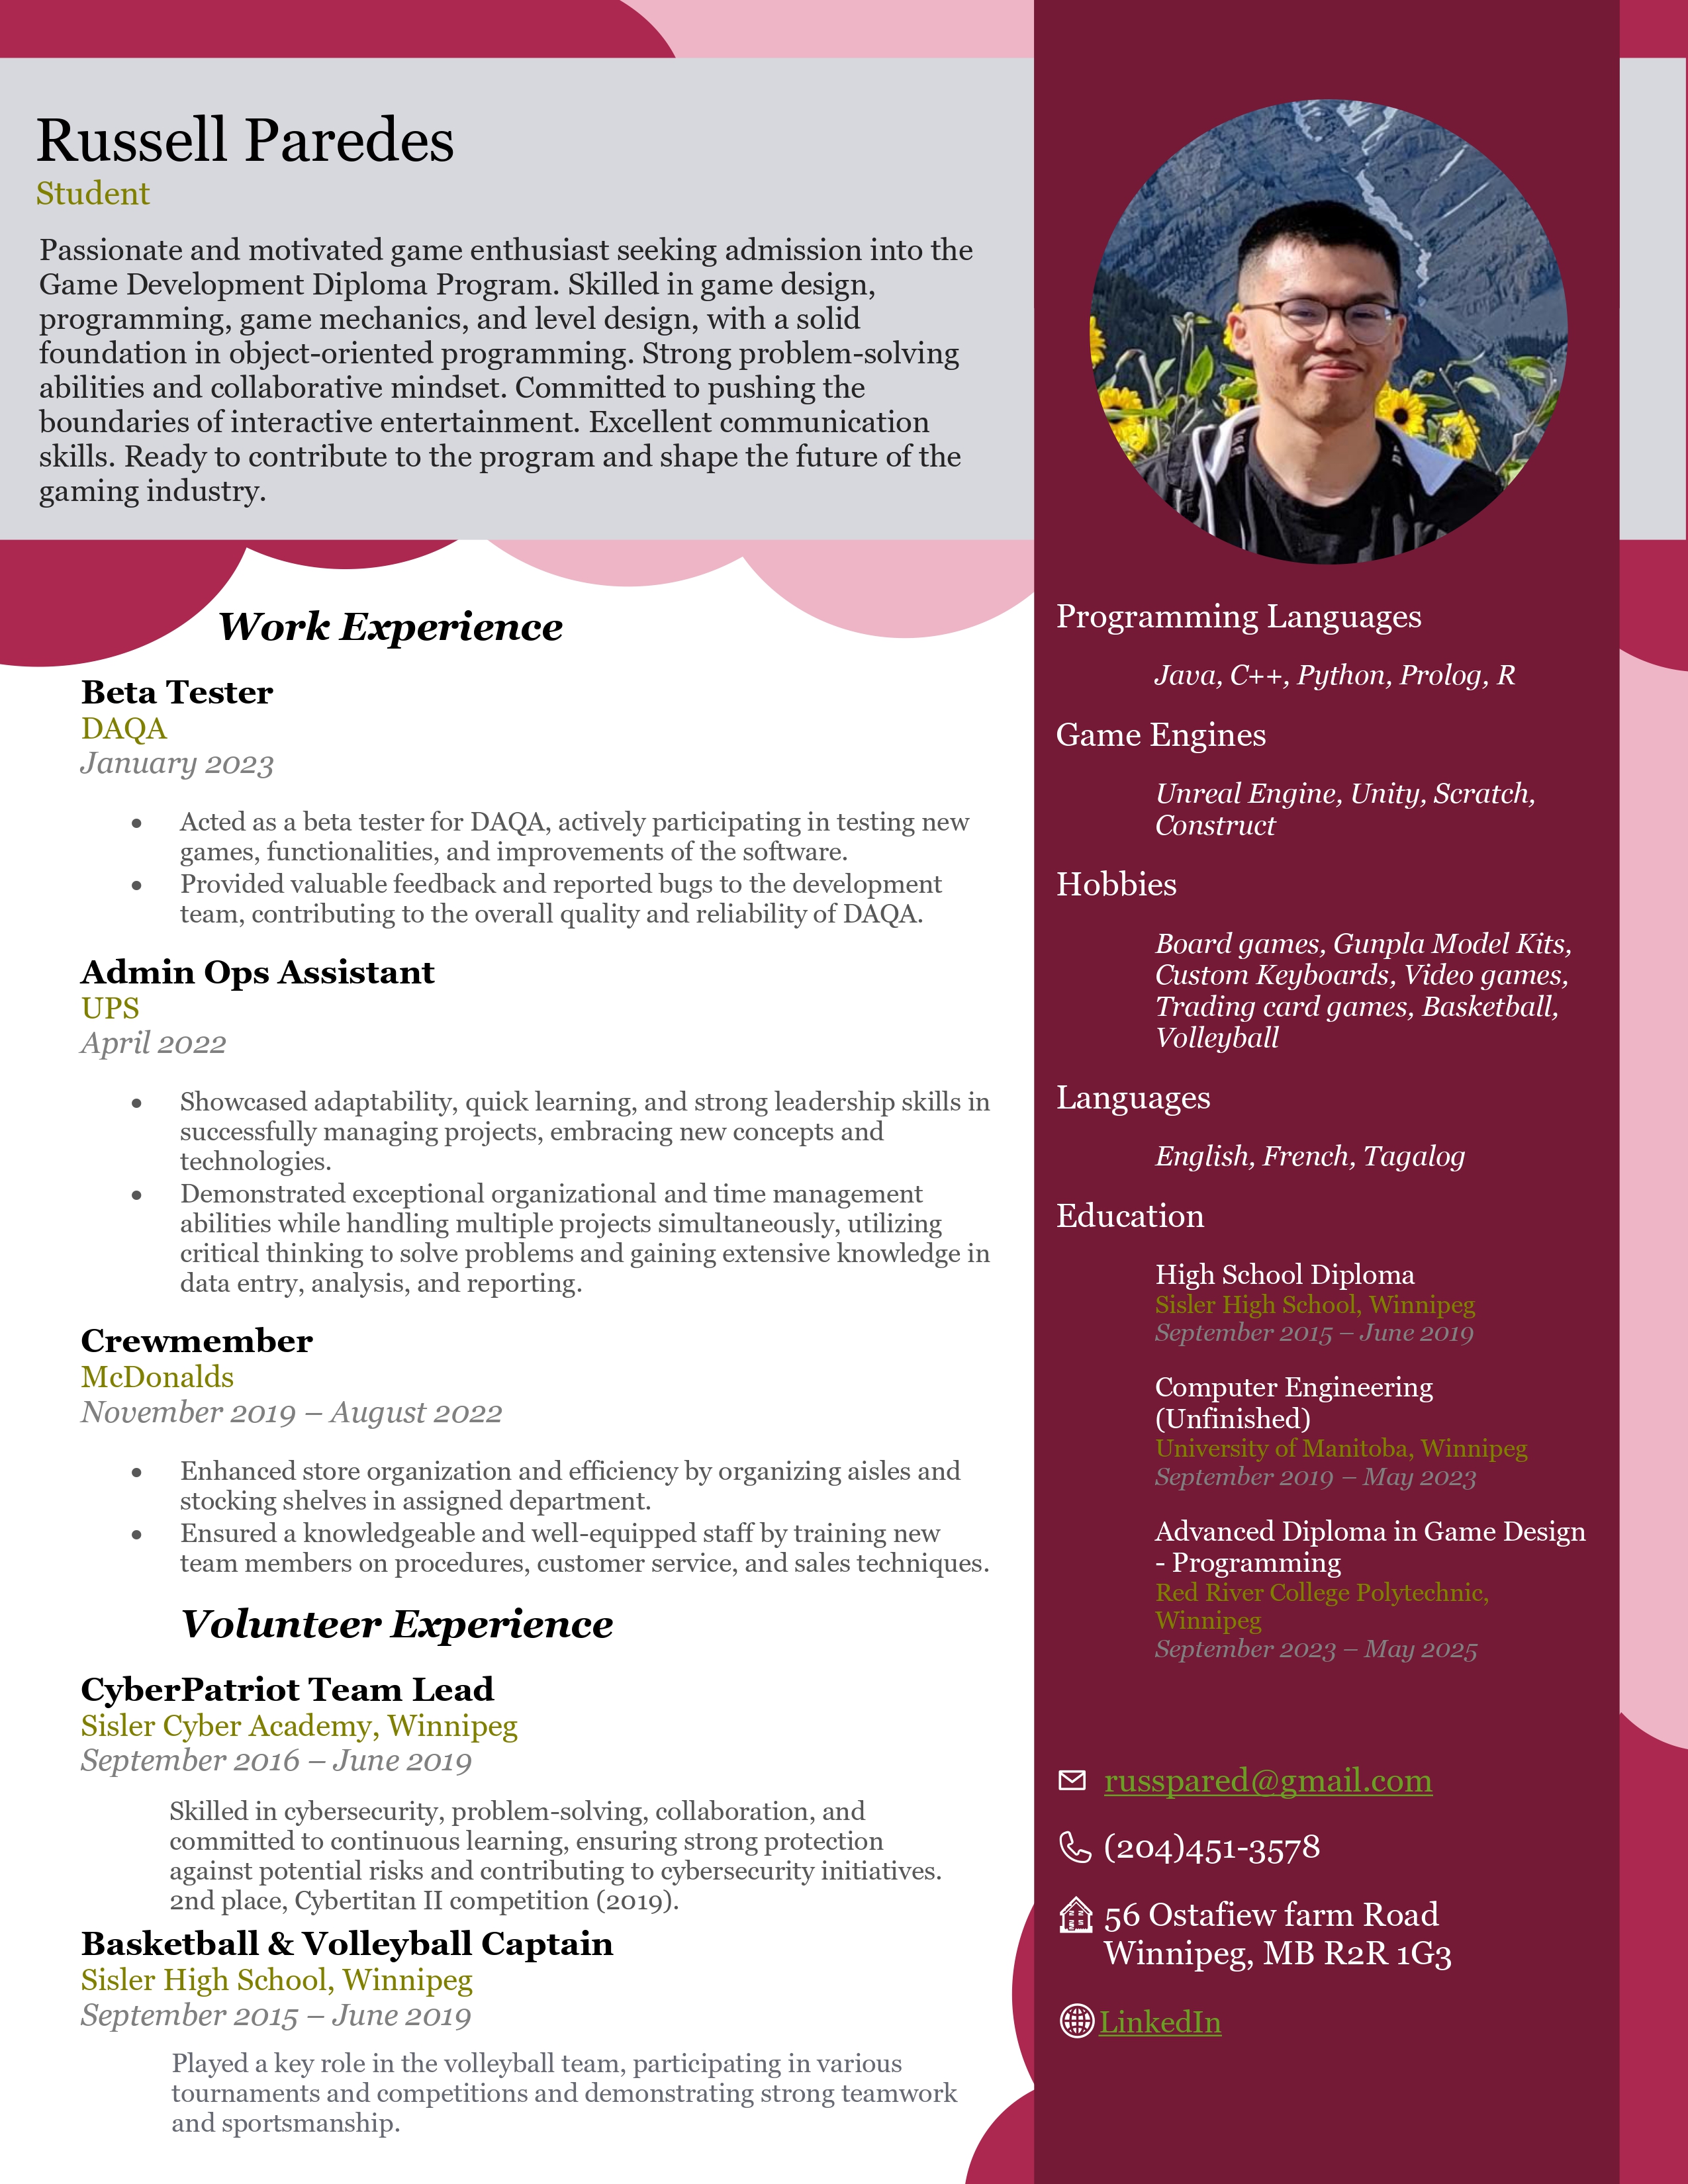 Russell Paredes
Student
Passionate and motivated game enthusiast seeking admission into the
Game Development Diploma Program. Skilled in game design,
programming, game mechanics, and level design, with a solid
foundation in object-oriented programming. Strong problem-solving
abilities and collaborative mindset. Committed to pushing the
boundaries of interactive entertainment. Excellent communication
skills. Ready to contribute to the program and shape the future of the
gaming industry.
Work Experience
Beta Tester
DAQA
January 2023
• Acted as a beta tester for DAQA, actively participating in testing new
games, functionalities, and improvements of the software.
• Provided valuable feedback and reported bugs to the development
team, contributing to the overall quality and reliability of DAQA.
Admin Ops Assistant
UPS
April 2022
• Showcased adaptability, quick learning, and strong leadership skills in
successfully managing projects, embracing new concepts and
technologies.
• Demonstrated exceptional organizational and time management
abilities while handling multiple projects simultaneously, utilizing
critical thinking to solve problems and gaining extensive knowledge in
data entry, analysis, and reporting.
Crewmember
McDonalds
November 2019 – August 2022
• Enhanced store organization and efficiency by organizing aisles and
stocking shelves in assigned department.
• Ensured a knowledgeable and well-equipped staff by training new
team members on procedures, customer service, and sales techniques.
Volunteer Experience
CyberPatriot Team Lead
Sisler Cyber Academy, Winnipeg
September 2016 – June 2019
Skilled in cybersecurity, problem-solving, collaboration, and
committed to continuous learning, ensuring strong protection
against potential risks and contributing to cybersecurity initiatives.
2nd place, Cybertitan II competition (2019).
Basketball & Volleyball Captain
Sisler High School, Winnipeg
September 2015 – June 2019
Played a key role in the volleyball team, participating in various
tournaments and competitions and demonstrating strong teamwork
and sportsmanship.
Programming Languages
Java, C++, Python, Prolog, R
Game Engines
Unreal Engine, Unity, Scratch,
Construct
Hobbies
Board games, Gunpla Model Kits,
Custom Keyboards, Video games,
Trading card games, Basketball,
Volleyball
Languages
English, French, Tagalog
Education
High School Diploma
Sisler High School, Winnipeg
September 2015 – June 2019
Computer Engineering
(Unfinished)
University of Manitoba, Winnipeg
September 2019 – May 2023
Advanced Diploma in Game Design
- Programming
Red River College Polytechnic,
Winnipeg
September 2023 – May 2025
russpared@gmail.com
(204)451-3578
56 Ostafiew farm Road
Winnipeg, MB R2R 1G3
LinkedIn